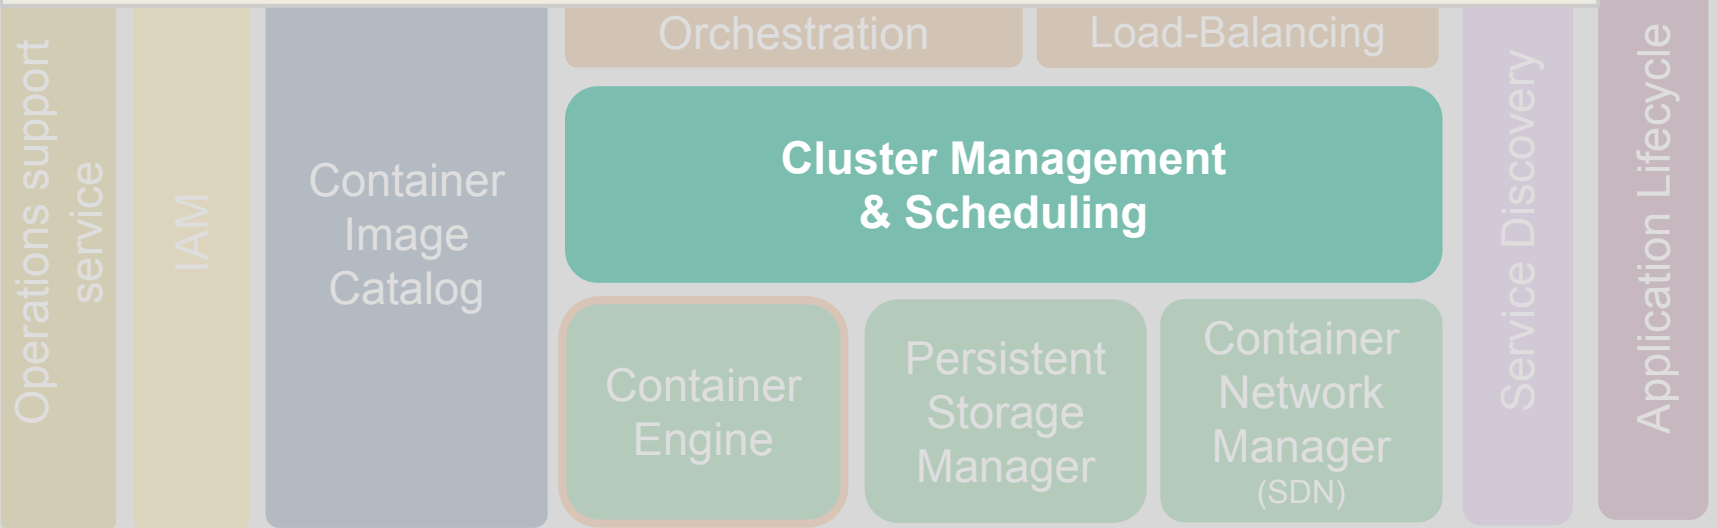 Operations support
service
IAM
Container
Image
Catalog
Orchestration
Load-Balancing
Cluster Management
& Scheduling
Container
Engine
Persistent
Storage
Manager
Container
Network
Manager
(SDN)
Service Discovery
Application Lifecycle